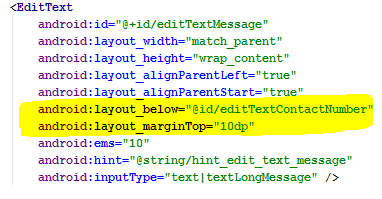 <EditText
android:id="@+id/editTextMessage"
android:layout_width="match_parent"
android:layout_height="wrap_content"
android:layout_alignParentLeft="true"
android:layout_alignParentStart="true"
android:layout_below="@id/editTextContactNumber"
android:layout_marginTop="10dp"
android:ems="10"
android:hint="@string/hint_edit_text_message"
android:inputType="text|textLongMessage" />